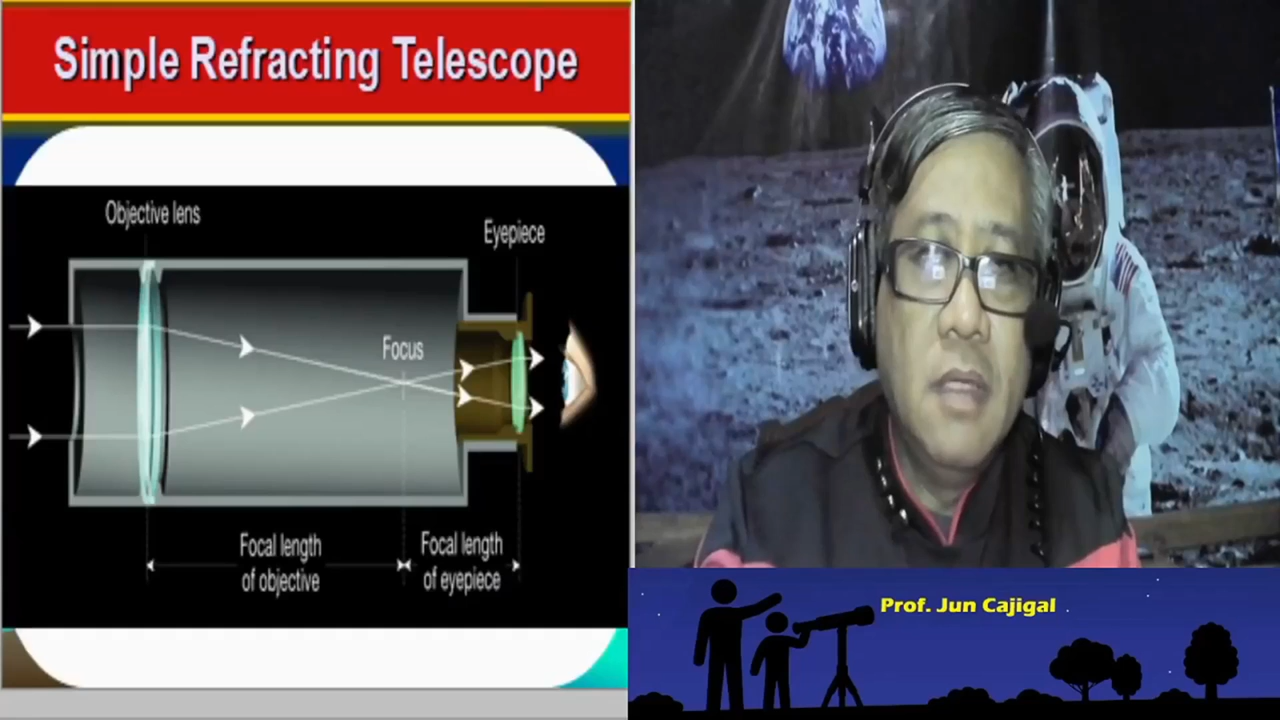 Simple Refracting Telescope
Objective lens
Eyepiece
Focus
Focal length
of objective
Focal length
of eyepiece
Prof. Jun Cajigal